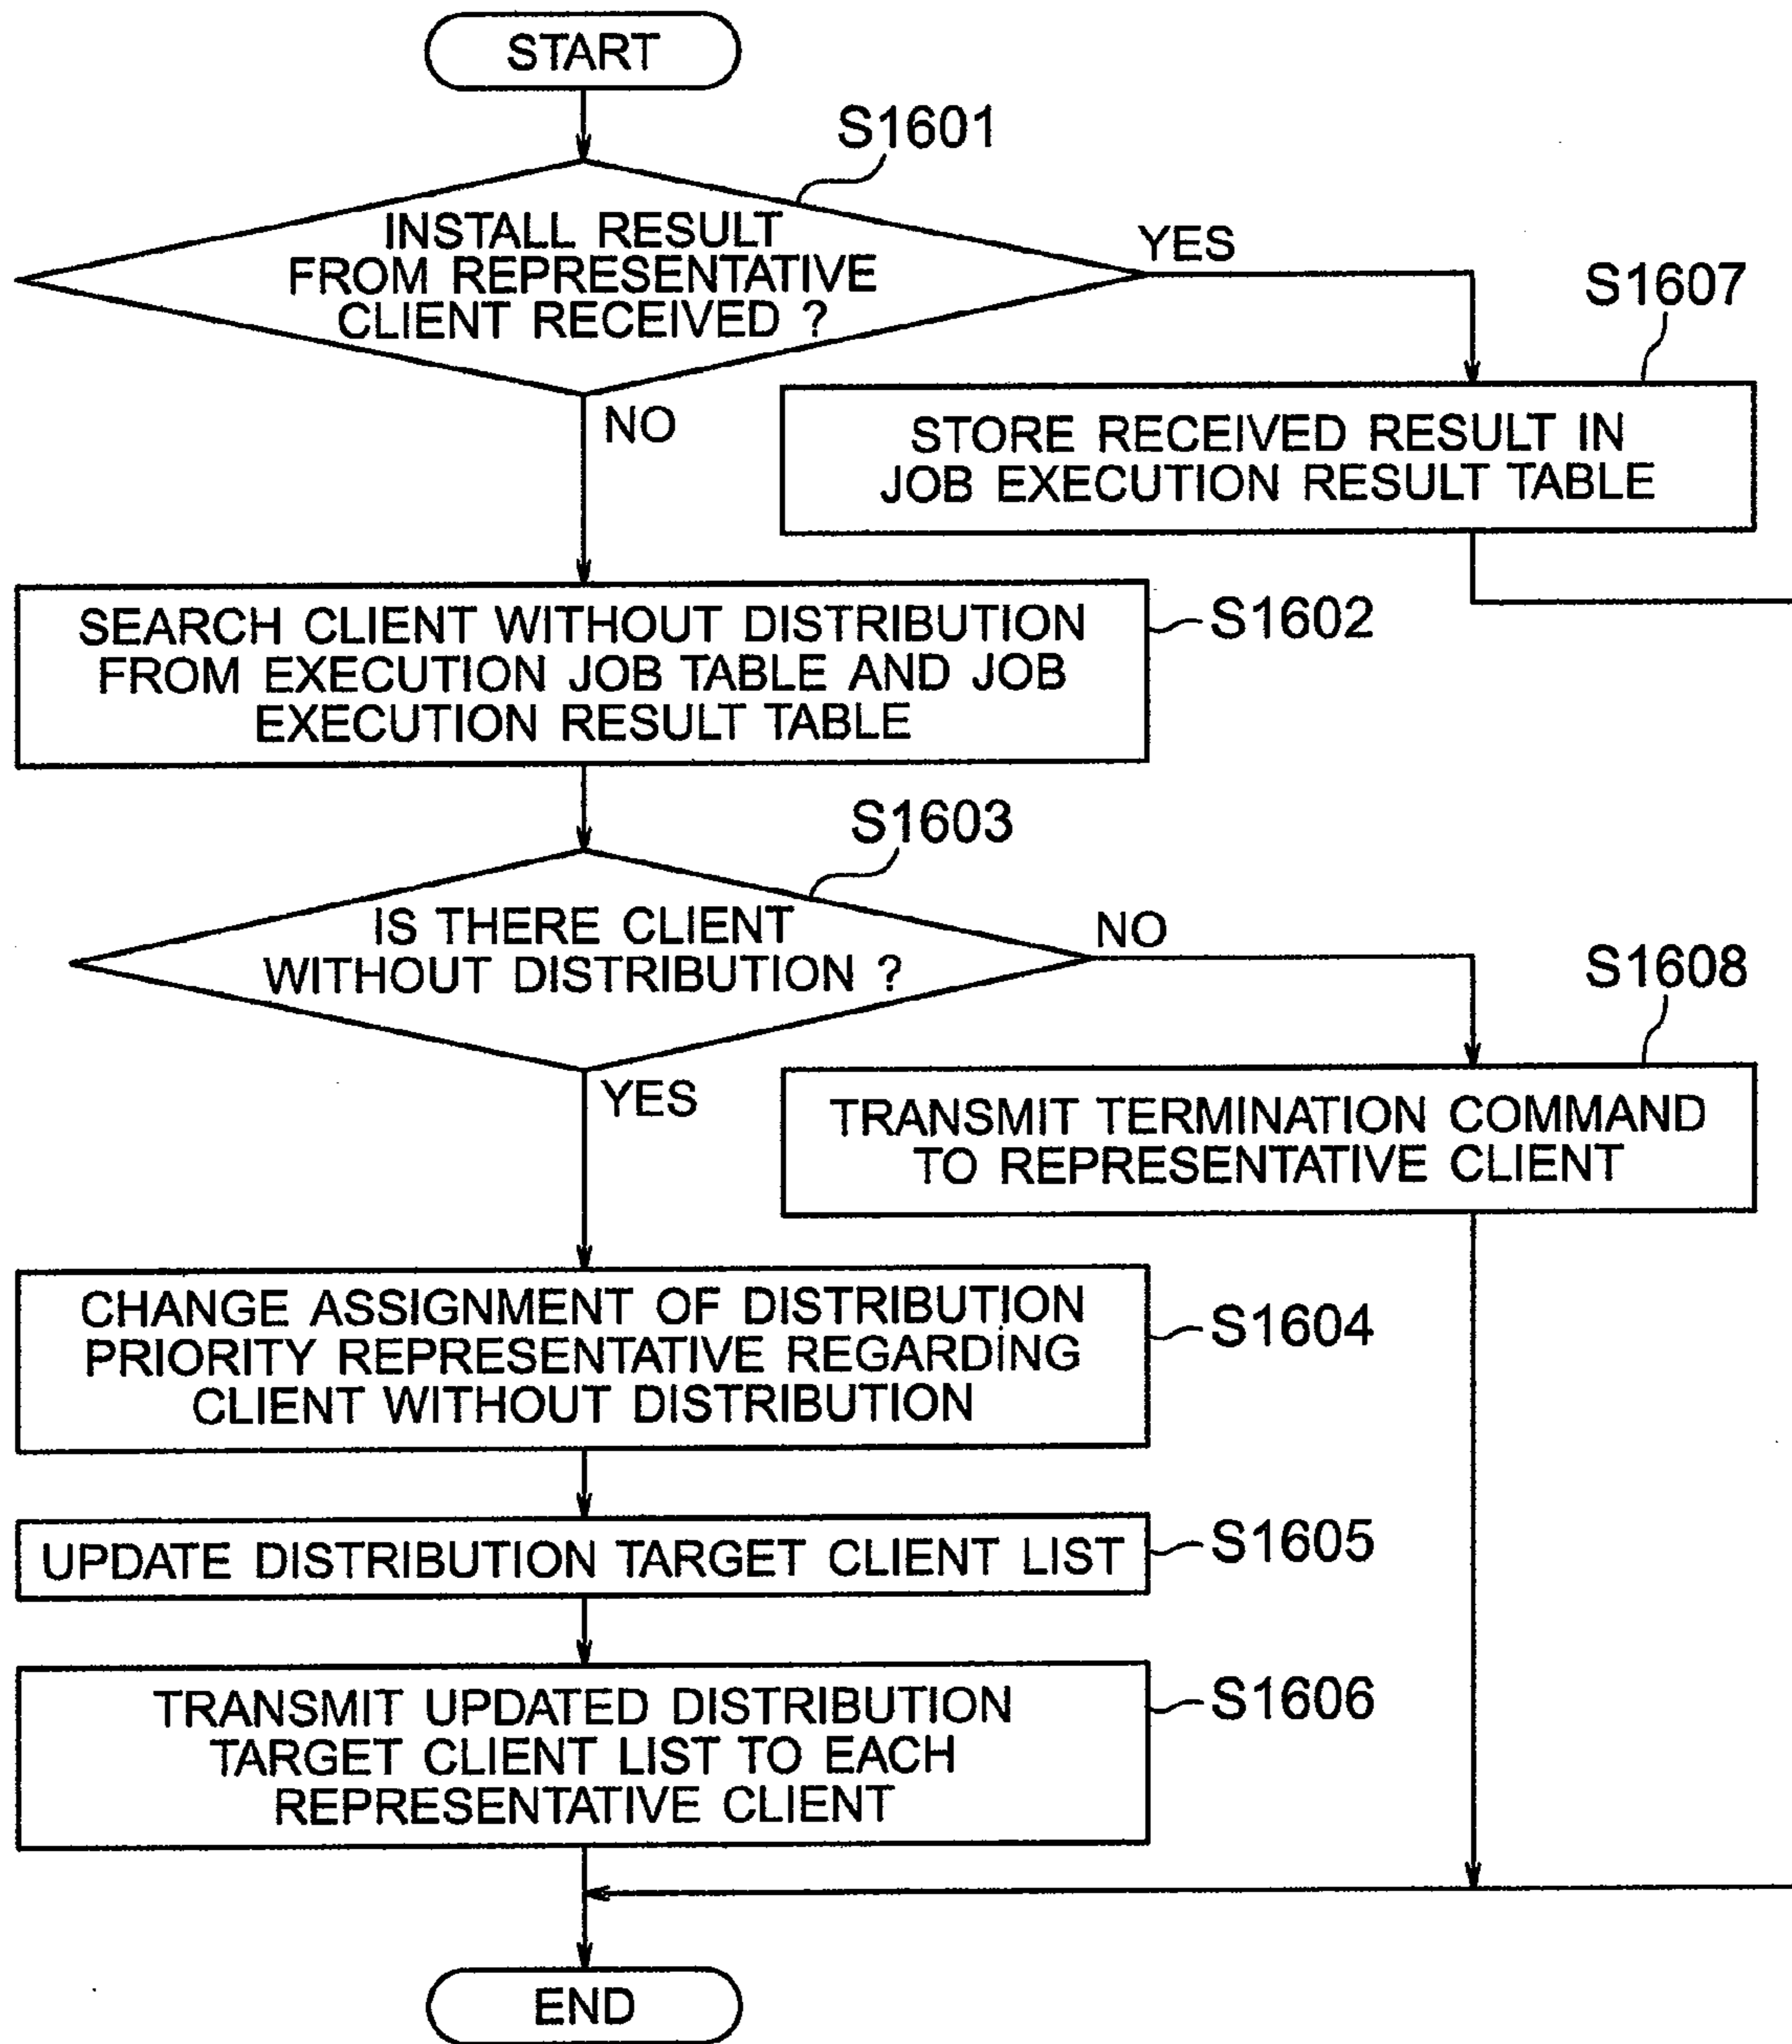 START
S1601
INSTALL RESULT
FROM REPRESENTATIVE
CLIENT RECEIVED ?
YES
NO
S1607
STORE RECEIVED RESULT IN
JOB EXECUTION RESULT TABLE
SEARCH CLIENT WITHOUT DISTRIBUTION
FROM EXECUTION JOB TABLE AND JOB
EXECUTION RESULT TABLE
S1602
S1603
IS THERE CLIENT
WITHOUT DISTRIBUTION ?
NO
YES
S1608
TRANSMIT TERMINATION COMMAND
TO REPRESENTATIVE CLIENT
CHANGE ASSIGNMENT OF DISTRIBUTION
PRIORITY REPRESENTATIVE REGARDING
CLIENT WITHOUT DISTRIBUTION
S1604
UPDATE DISTRIBUTION TARGET CLIENT LIST
S1605
TRANSMIT UPDATED DISTRIBUTION
TARGET CLIENT LIST TO EACH
REPRESENTATIVE CLIENT
S1606
END